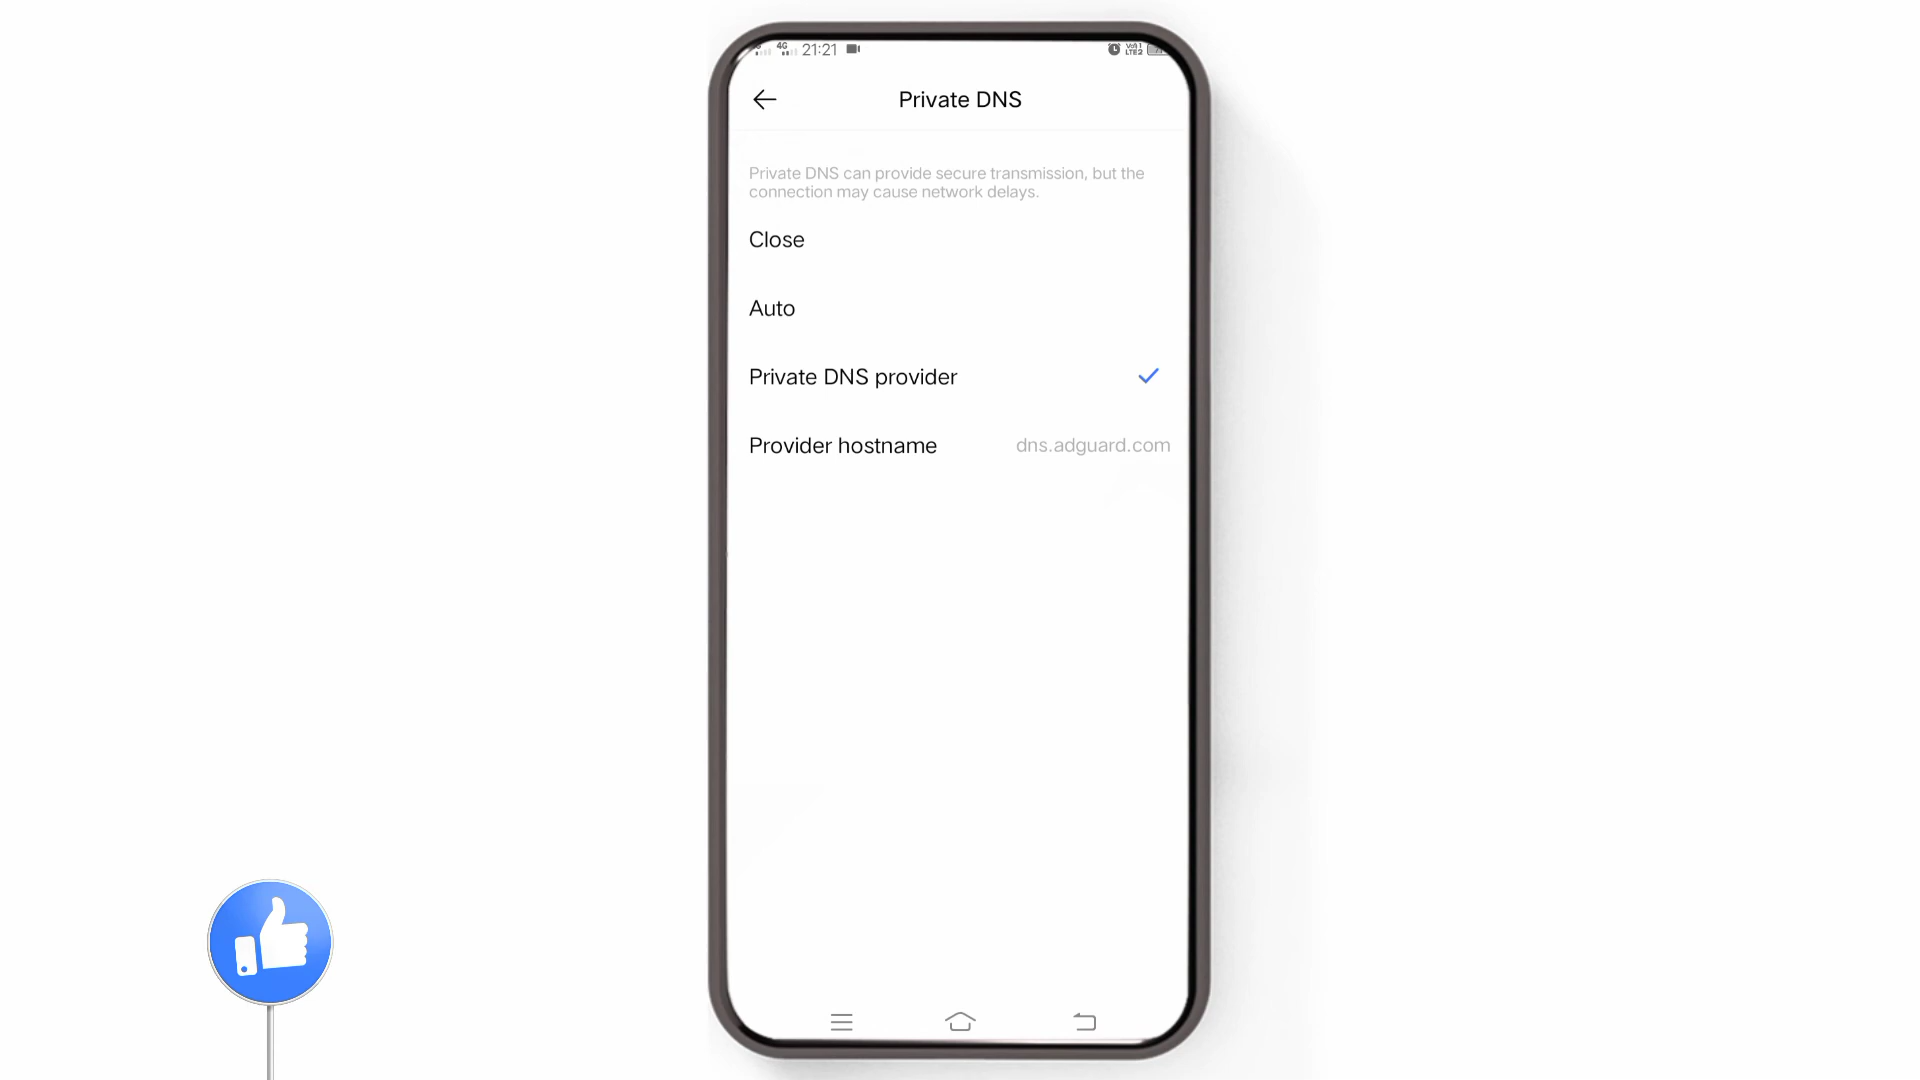 4G 21:21
Private DNS
Private DNS can provide secure transmission, but the
connection may cause network delays.
Close
Auto
Private DNS provider
Provider hostname dns.adguard.com